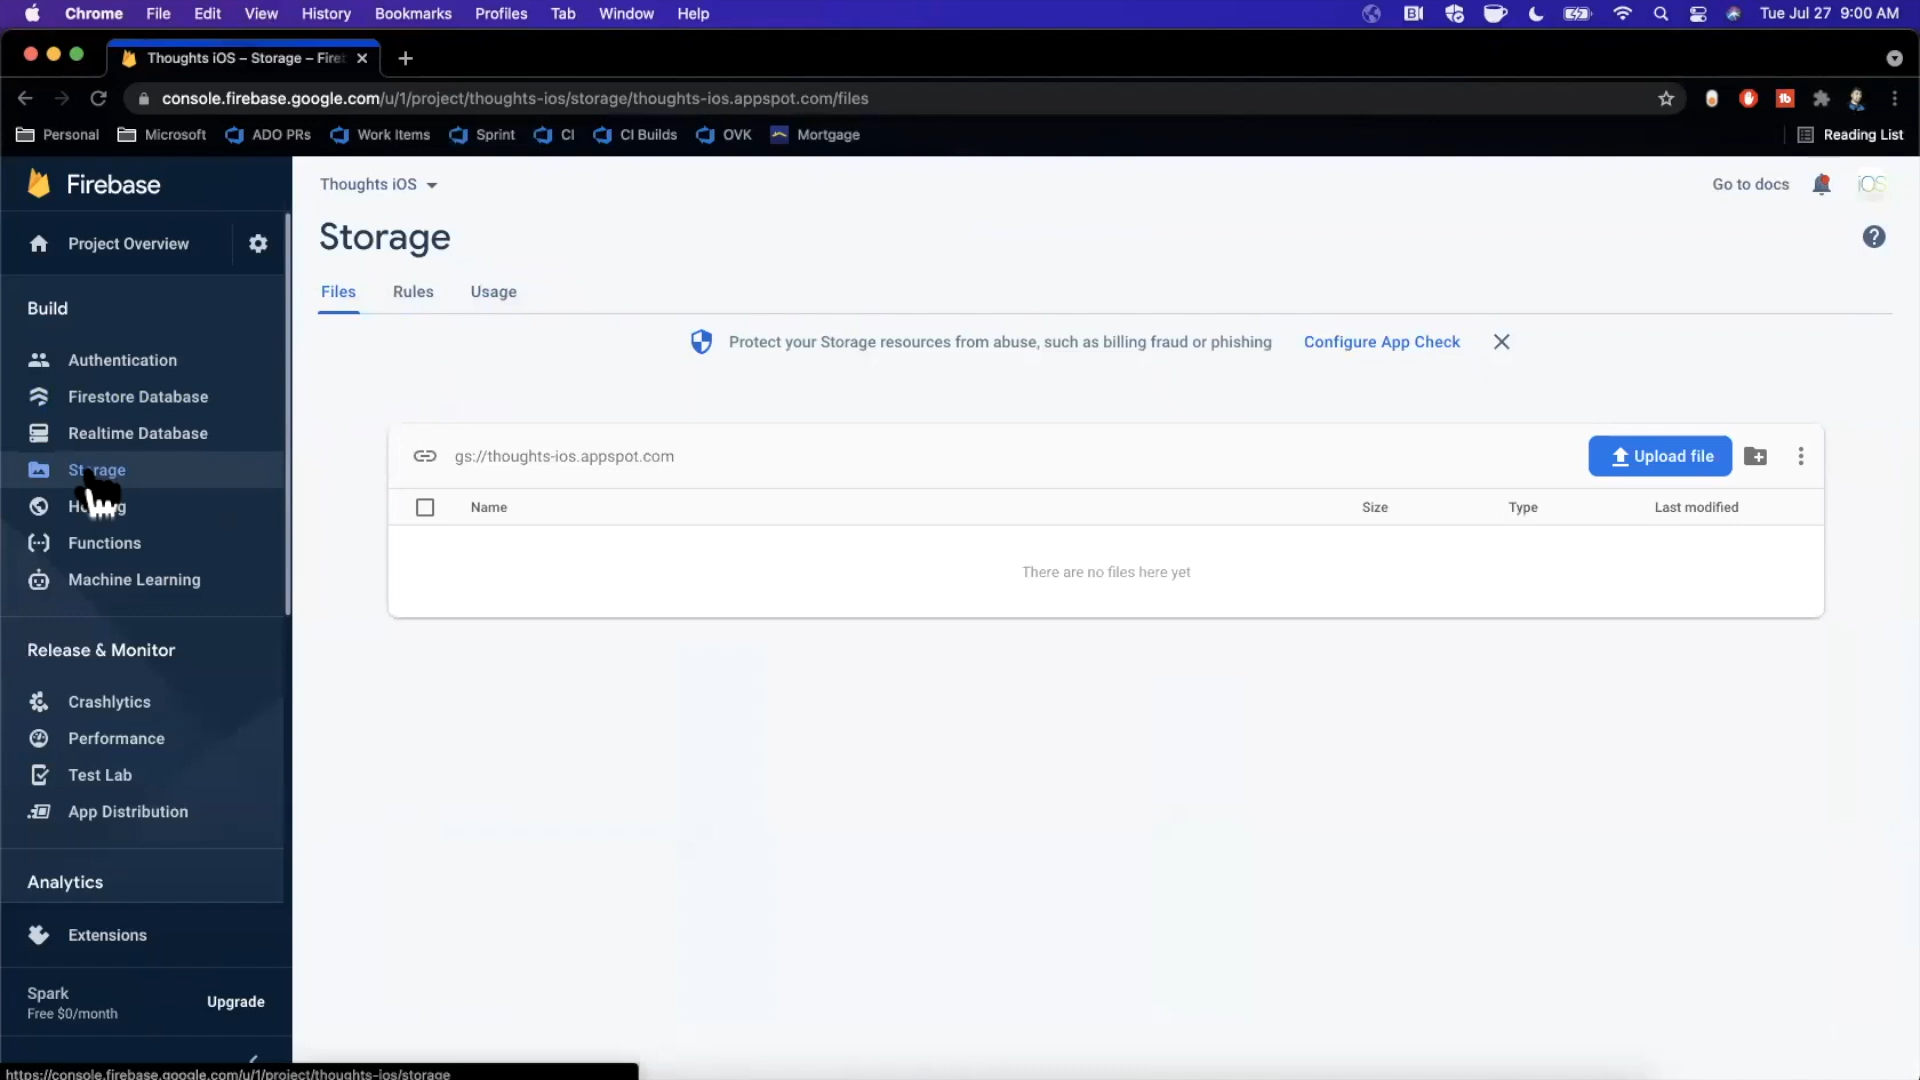 Chrome File Edit View History Bookmarks Profiles Tab Window Help Tue Jul 27 9:00 AM
Thoughts iOS – Storage – Fire
console.firebase.google.com/u/1/project/thoughts-ios/storage/thoughts-ios.appspot.com/files
Personal Microsoft ADO PRs Work Items Sprint CI CI Builds OVK Mortgage Reading List
Firebase
Thoughts iOS
Go to docs
iOS
Project Overview
Storage
Files Rules Usage
Build
Protect your Storage resources from abuse, such as billing fraud or phishing Configure App Check
Authentication
Firestore Database
Realtime Database
Storage
Functions
Machine Learning
gs://thoughts-ios.appspot.com
Upload file
Name Size Type Last modified
There are no files here yet
Release & Monitor
Crashlytics
Performance
Test Lab
App Distribution
Analytics
Extensions
Spark
Free $0/month
Upgrade
https://console.firebase.google.com/u/1/project/thoughts-ios/storage